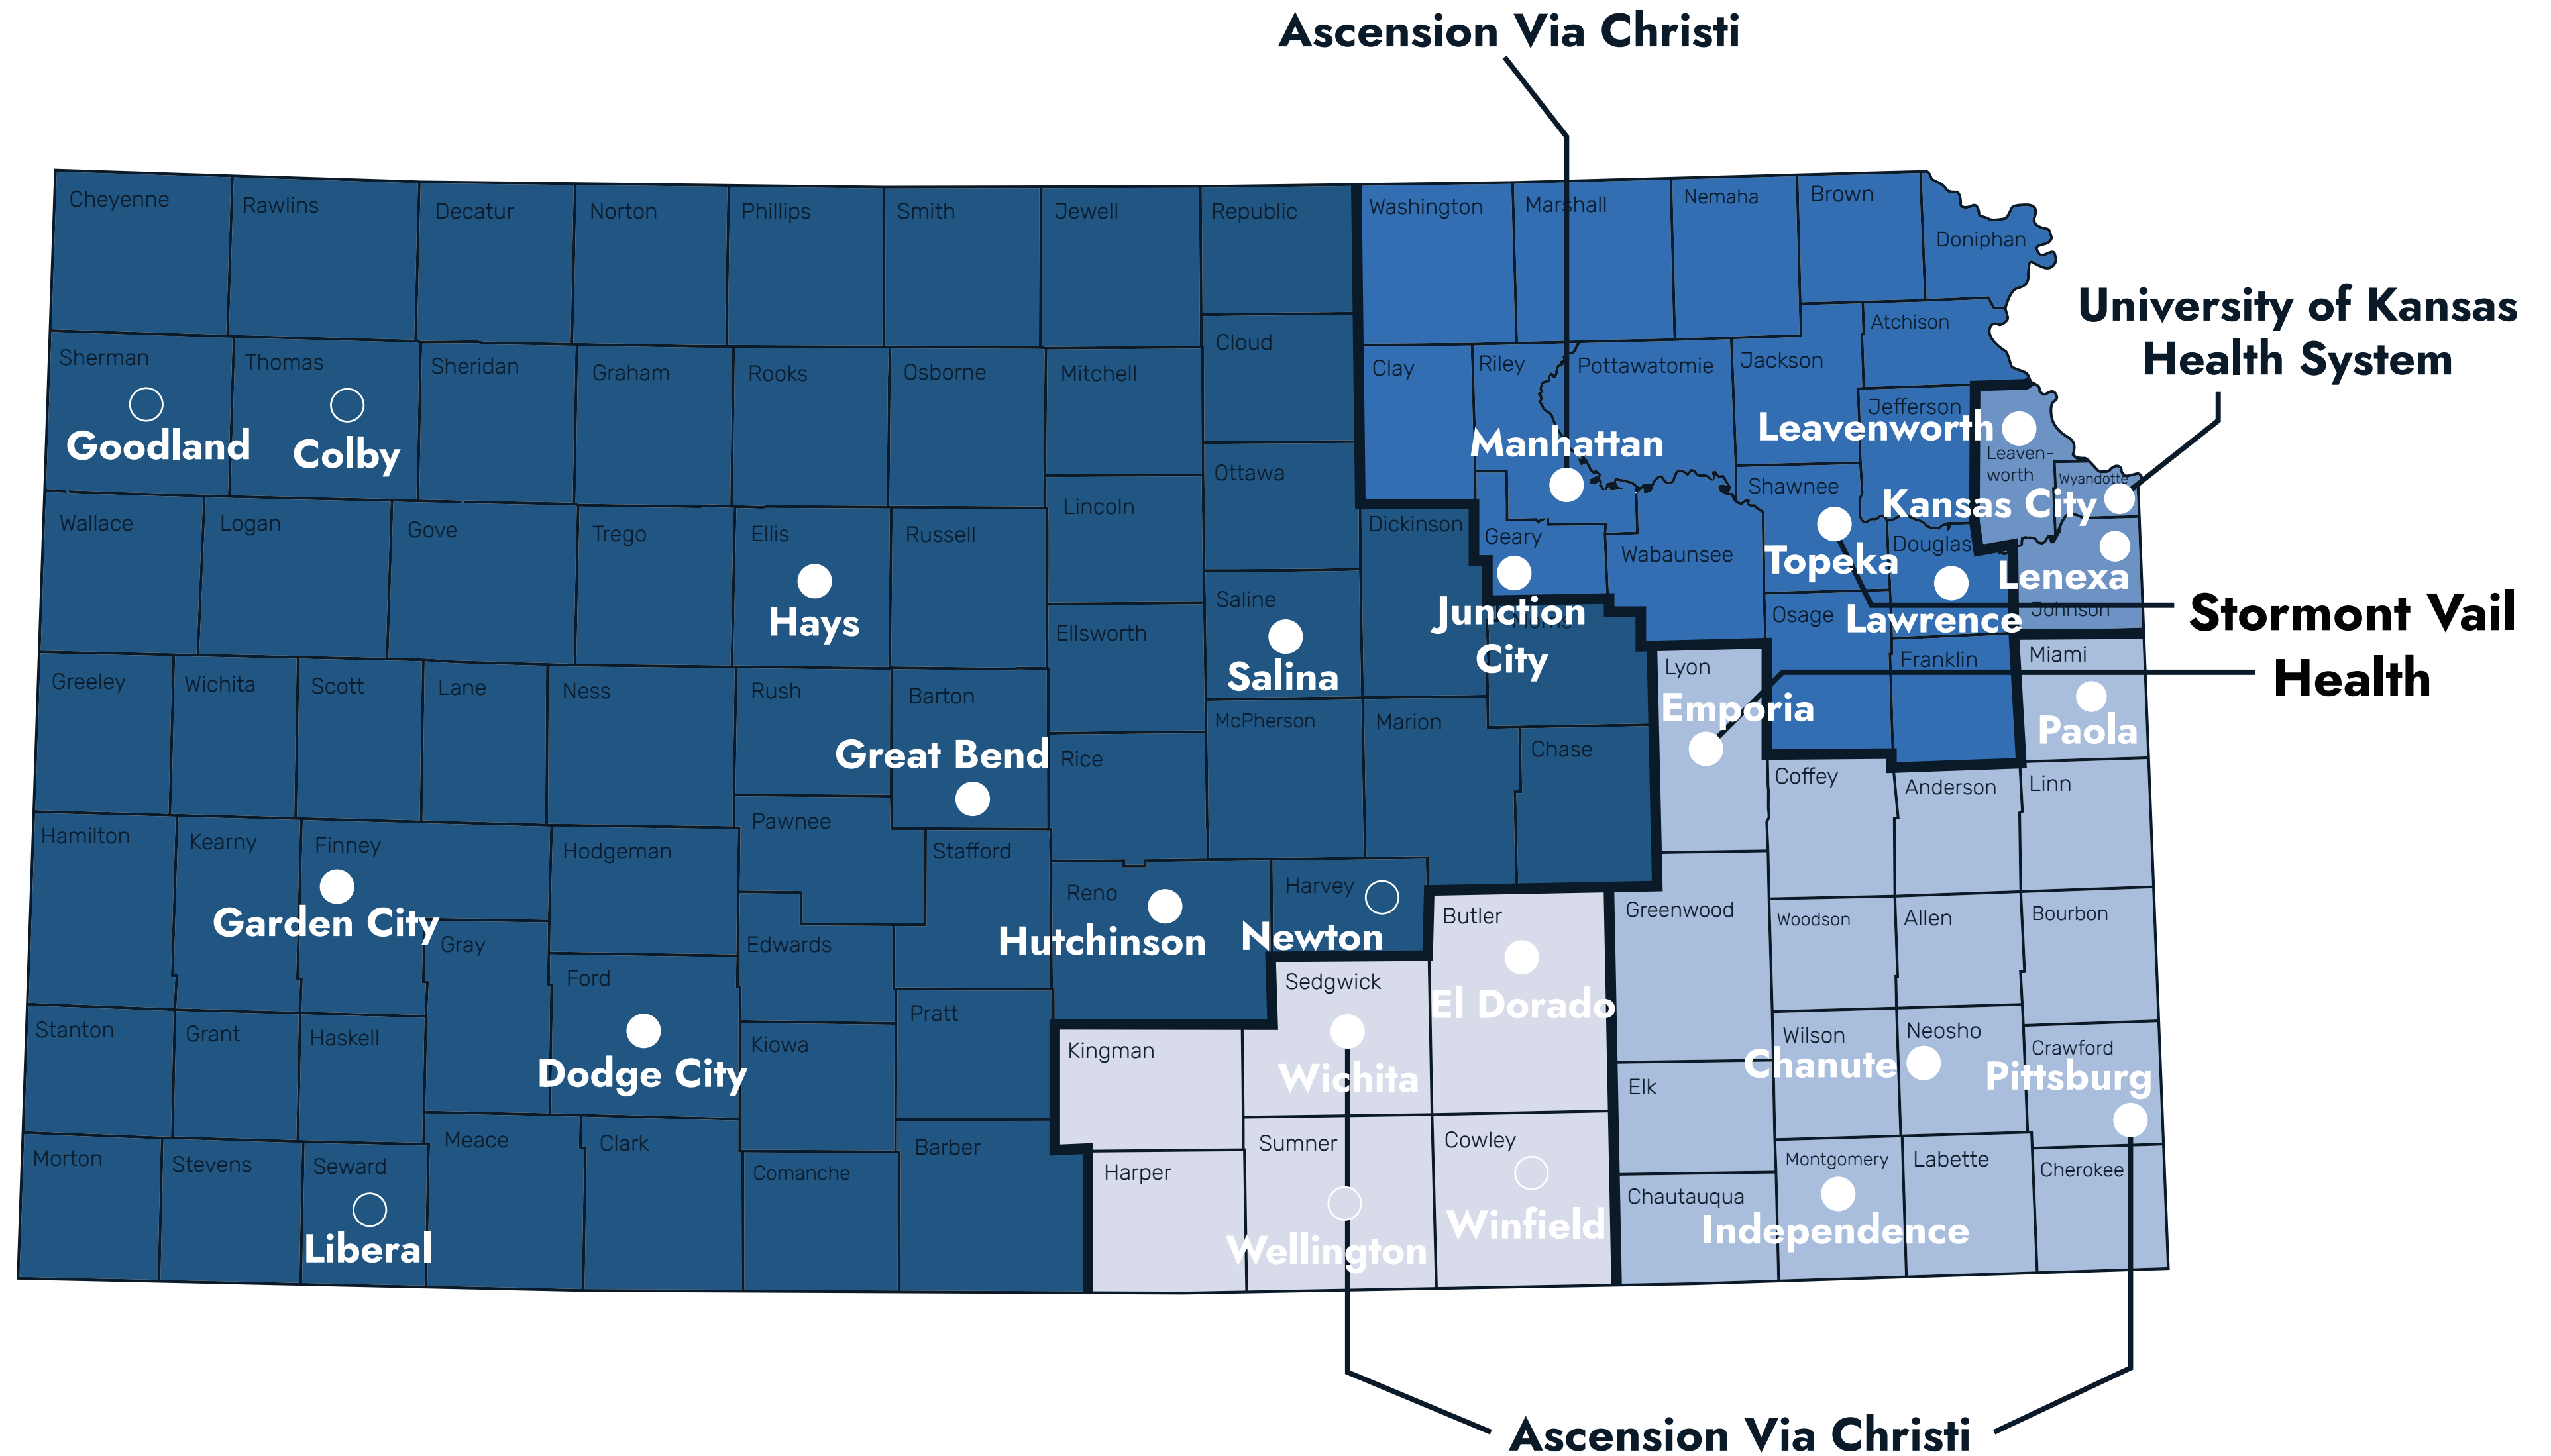 Ascension Via Christi
Cheyenne
Rawlins
Decatur
Norton
Phillips
Smith
Jewell
Republic
Washington
Marshall
Nemaha
Brown
Doniphan
University of Kansas
Health System
Sherman
Thomas
Sheridan
Graham
Rooks
Osborne
Mitchell
Cloud
Clay
Riley
Pottawatomie
Jackson
Atchison
Jefferson
Goodland
Colby
Manhattan
Leavenworth
Leaven-
worth
Wyandotte
Kansas City
Wallace
Logan
Gove
Trego
Ellis
Russell
Lincoln
Ottawa
Dickinson
Geary
Wabaunsee
Shawnee
Topeka
Douglas
Lenexa
Johnson
Hays
Saline
Salina
Ellsworth
Junction
City
Osage
Lawrence
Stormont Vail
Health
Franklin
Miami
Paola
Lyon
Emporia
Greeley
Wichita
Scott
Lane
Ness
Rush
Barton
Great Bend
Rice
McPherson
Marion
Chase
Coffey
Anderson
Linn
Hamilton
Kearny
Finney
Garden City
Hodgeman
Pawnee
Stafford
Reno
Hutchinson
Harvey
Newton
Butler
El Dorado
Greenwood
Woodson
Allen
Bourbon
Gray
Ford
Dodge City
Edwards
Sedgwick
Wichita
Stanton
Grant
Haskell
Kiowa
Pratt
Kingman
Elk
Wilson
Neosho
Chanute
Crawford
Pittsburg
Morton
Stevens
Seward
Liberal
Meace
Clark
Comanche
Barber
Harper
Sumner
Wellington
Cowley
Winfield
Chautauqua
Montgomery
Independence
Labette
Cherokee
Ascension Via Christi